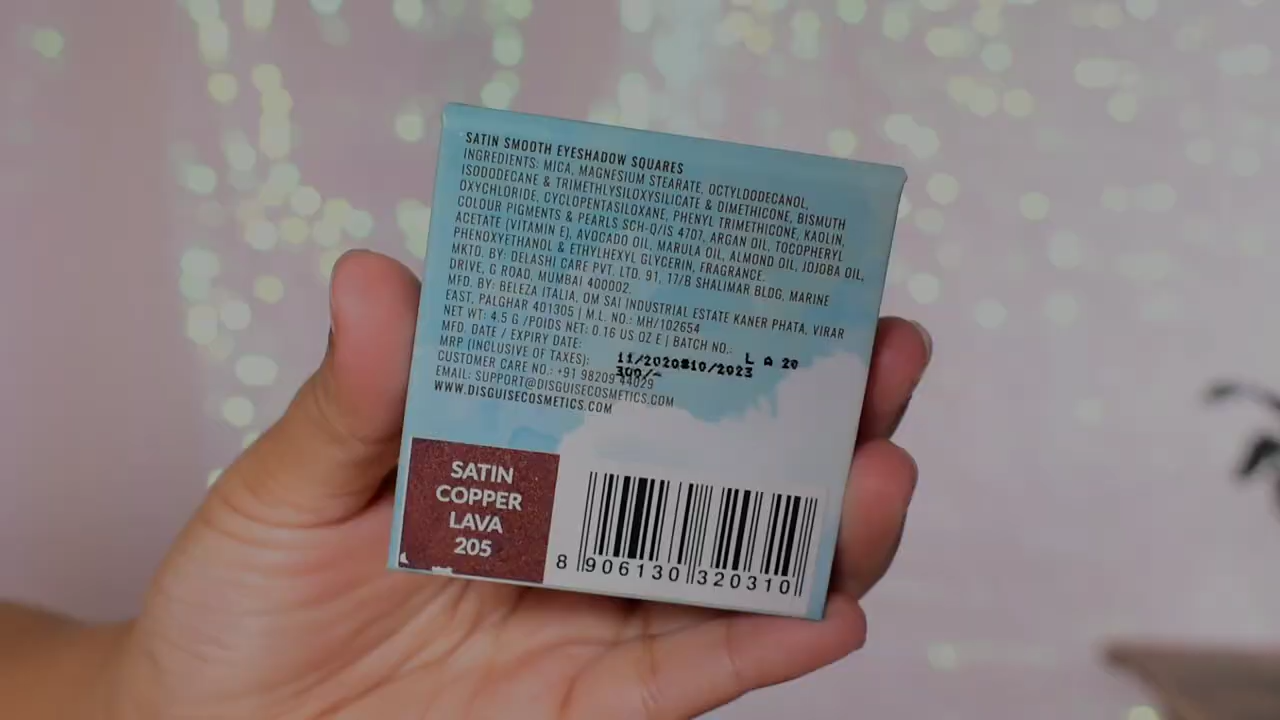 SATIN SMOOTH EYESHADOW SQUARES
INGREDIENTS: MICA, MAGNESIUM STEARATE, OCTYLDODECANOL,
ISODODECANE & TRIMETHLYSILOXYSILICATE & DIMETHICONE, BISMUTH
OXYCHLORIDE, CYCLOPENTASILOXANE, PHENYL TRIMETHICONE, KAOLIN,
COLOUR PIGMENTS & PEARLS SCH-Q/IS 4707, ARGAN OIL, TOCOPHERYL
ACETATE (VITAMIN E), AVOCADO OIL, MARULA OIL, ALMOND OIL, JOJOBA OIL,
PHENOXYETHANOL & ETHYLHEXYL GLYCERIN, FRAGRANCE.
MKTD. BY: DELASHI CARE PVT. LTD. 91, 17/B SHALIMAR BLDG, MARINE
DRIVE, G ROAD, MUMBAI 400002.
MFD. BY: BELEZA ITALIA, OM SAI INDUSTRIAL ESTATE KANER PHATA, VIRAR
EAST, PALGHAR 401305 | M.L. NO.: MH/102654
NET WT: 4.5 G /POIDS NET: 0.16 US OZ E | BATCH NO.: L A 20
MFD. DATE / EXPIRY DATE: 11/2020 10/2023
MRP (INCLUSIVE OF TAXES): 300/-
CUSTOMER CARE NO.: +91 98209 44029
EMAIL: SUPPORT@DISGUISECOSMETICS.COM
WWW.DISGUISECOSMETICS.COM
SATIN
COPPER
LAVA
205
8 906130 320310